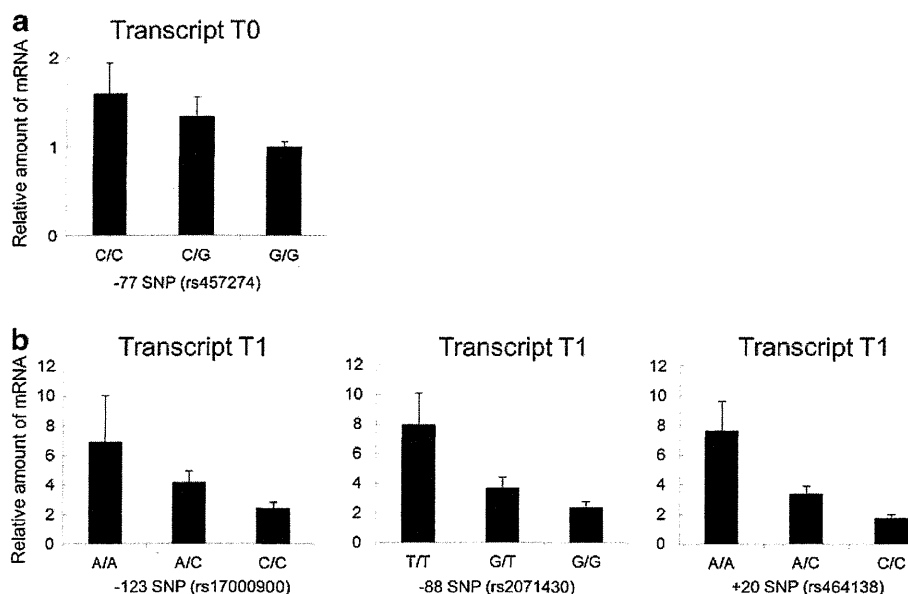 a
Transcript T0
Relative amount of mRNA
2
1
0
C/C C/G G/G
-77 SNP (rs457274)
b
Transcript T1
Relative amount of mRNA
12
10
8
6
4
2
0
A/A A/C C/C
-123 SNP (rs17000900)
Transcript T1
12
10
8
6
4
2
0
T/T G/T G/G
-88 SNP (rs2071430)
Transcript T1
12
10
8
6
4
2
0
A/A A/C C/C
+20 SNP (rs464138)